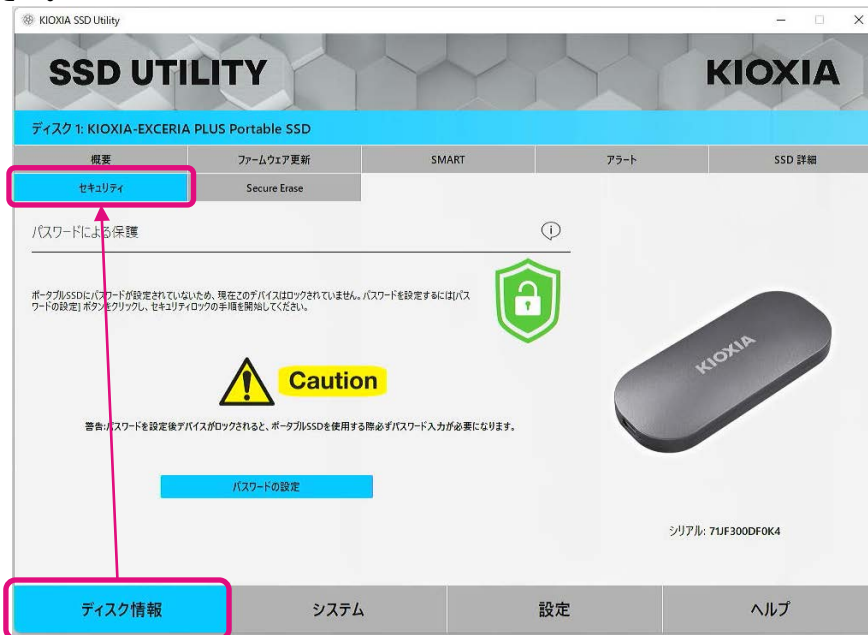 KIOXIA SSD Utility
SSD UTILITY
KIOXIA
ディスク 1: KIOXIA-EXCERIA PLUS Portable SSD
概要 ファームウェア更新 SMART アラート SSD 詳細
セキュリティ Secure Erase
パスワードによる保護
ポータブルSSDにパスワードが設定されていないため、現在このデバイスはロックされていません。パスワードを設定するには[パス
ワードの設定] ボタンをクリックし、セキュリティロックの手順を開始してください。
KIOXIA
Caution
警告:パスワードを設定後デバイスがロックされると、ポータブルSSDを使用する際必ずパスワード入力が必要になります。
パスワードの設定
シリアル: 71JF300DF0K4
ディスク情報 システム 設定 ヘルプ